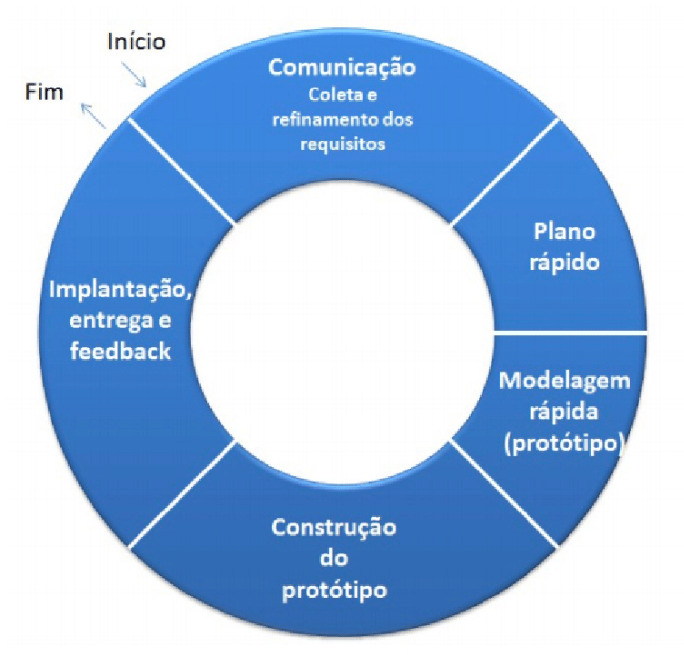 Início
Fim
Comunicação
Coleta e
refinamento dos
requisitos
Plano
rápido
Modelagem
rápida
(protótipo)
Construção
do
protótipo
Implantação,
entrega e
feedback